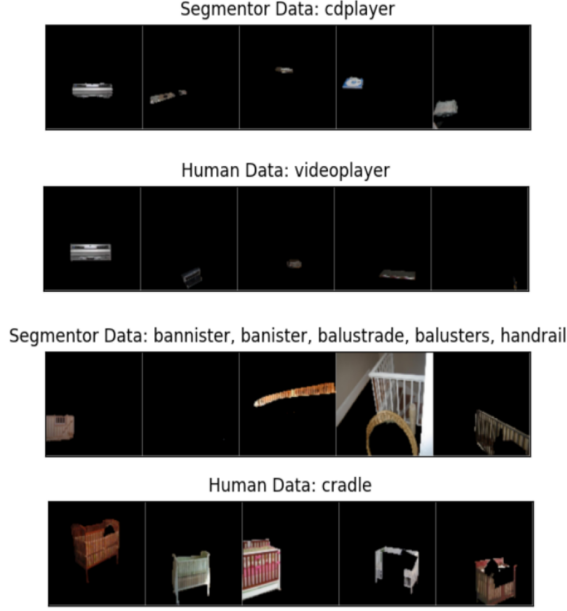 Segmentor Data: cdplayer
Human Data: videoplayer
Segmentor Data: bannister, banister, balustrade, balusters, handrail
Human Data: cradle